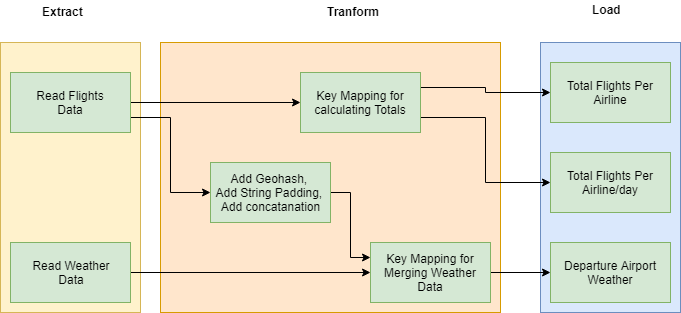 Extract
Tranform
Load
Read Flights
Data
Key Mapping for
calculating Totals
Total Flights Per
Airline
Add Geohash,
Add String Padding,
Add concatanation
Total Flights Per
Airline/day
Read Weather
Data
Key Mapping for
Merging Weather
Data
Departure Airport
Weather